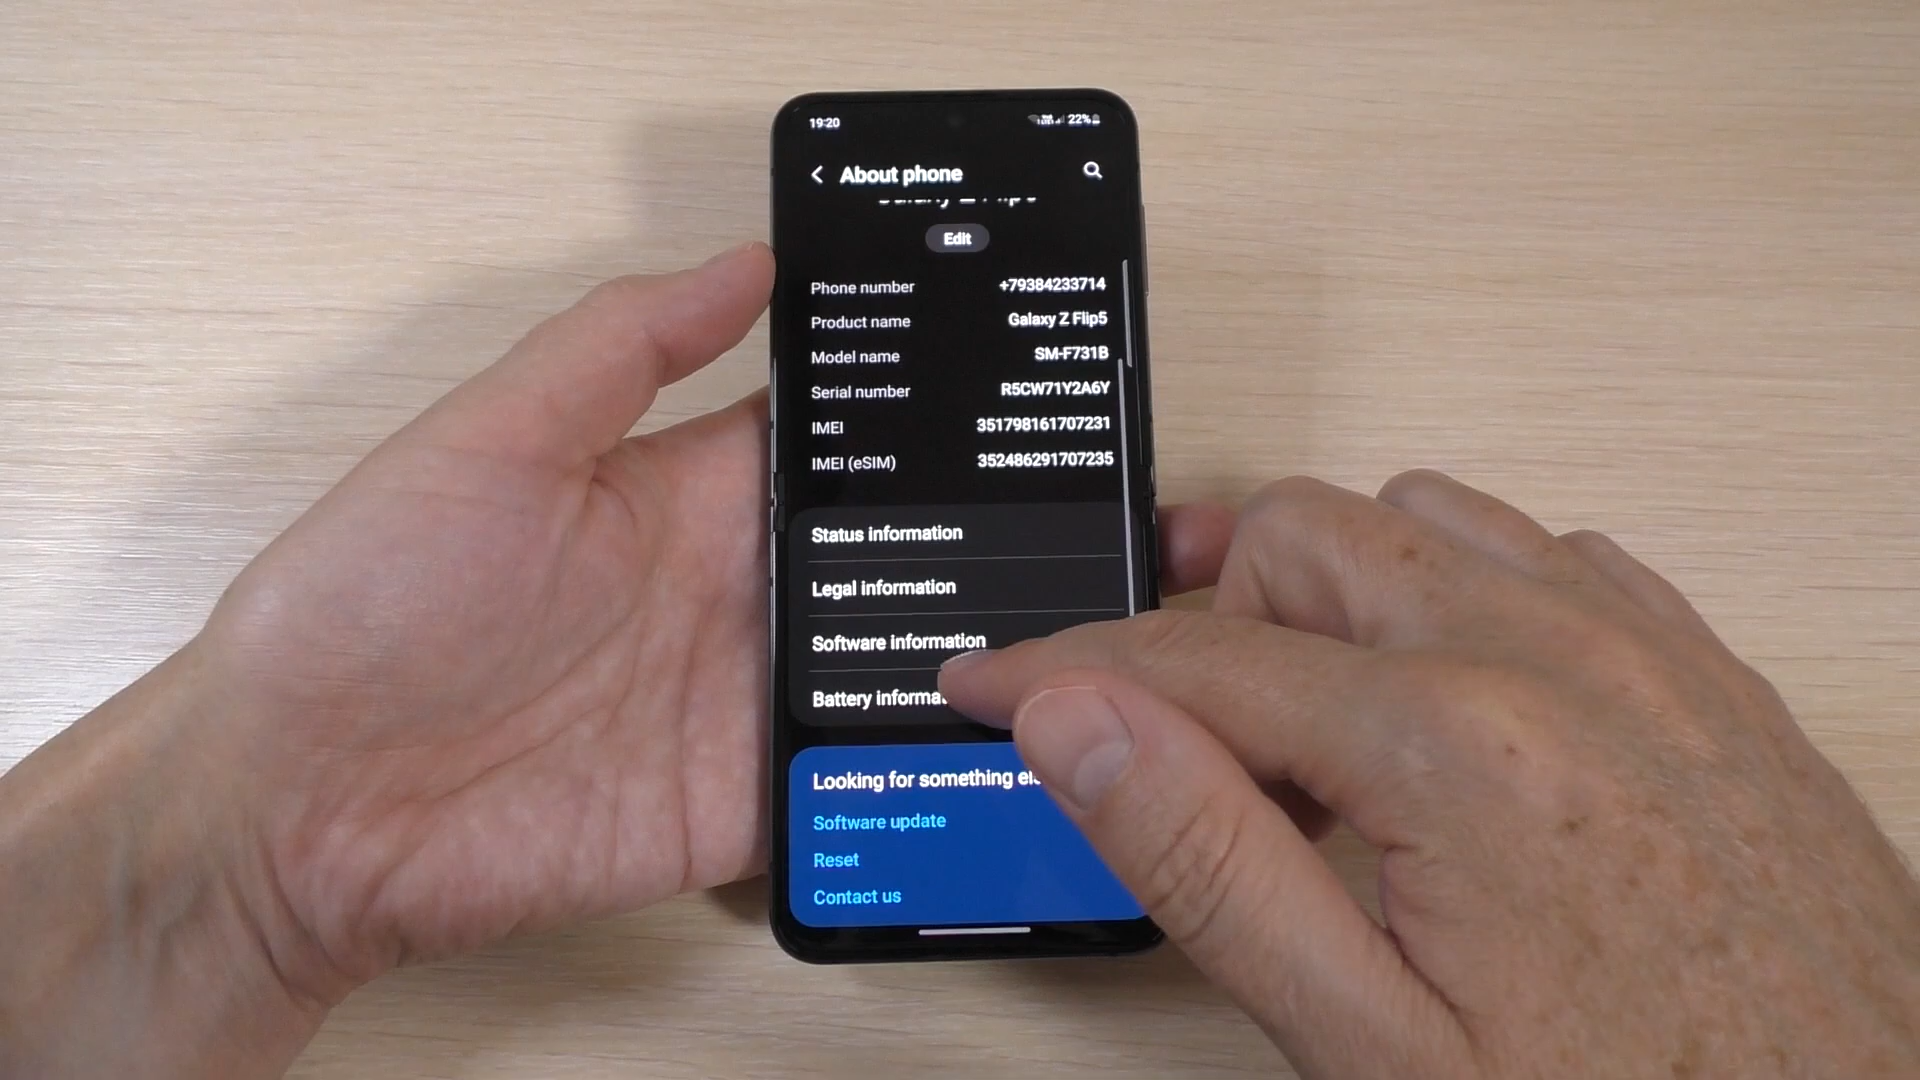 19:20
22%
About phone
Edit
Phone number +79384233714
Product name Galaxy Z Flip5
Model name SM-F731B
Serial number R5CW71Y2A6Y
IMEI 351798161707231
IMEI (eSIM) 352486291707235
Status information
Legal information
Software information
Battery
Looking for something
Software update
Reset
Contact us